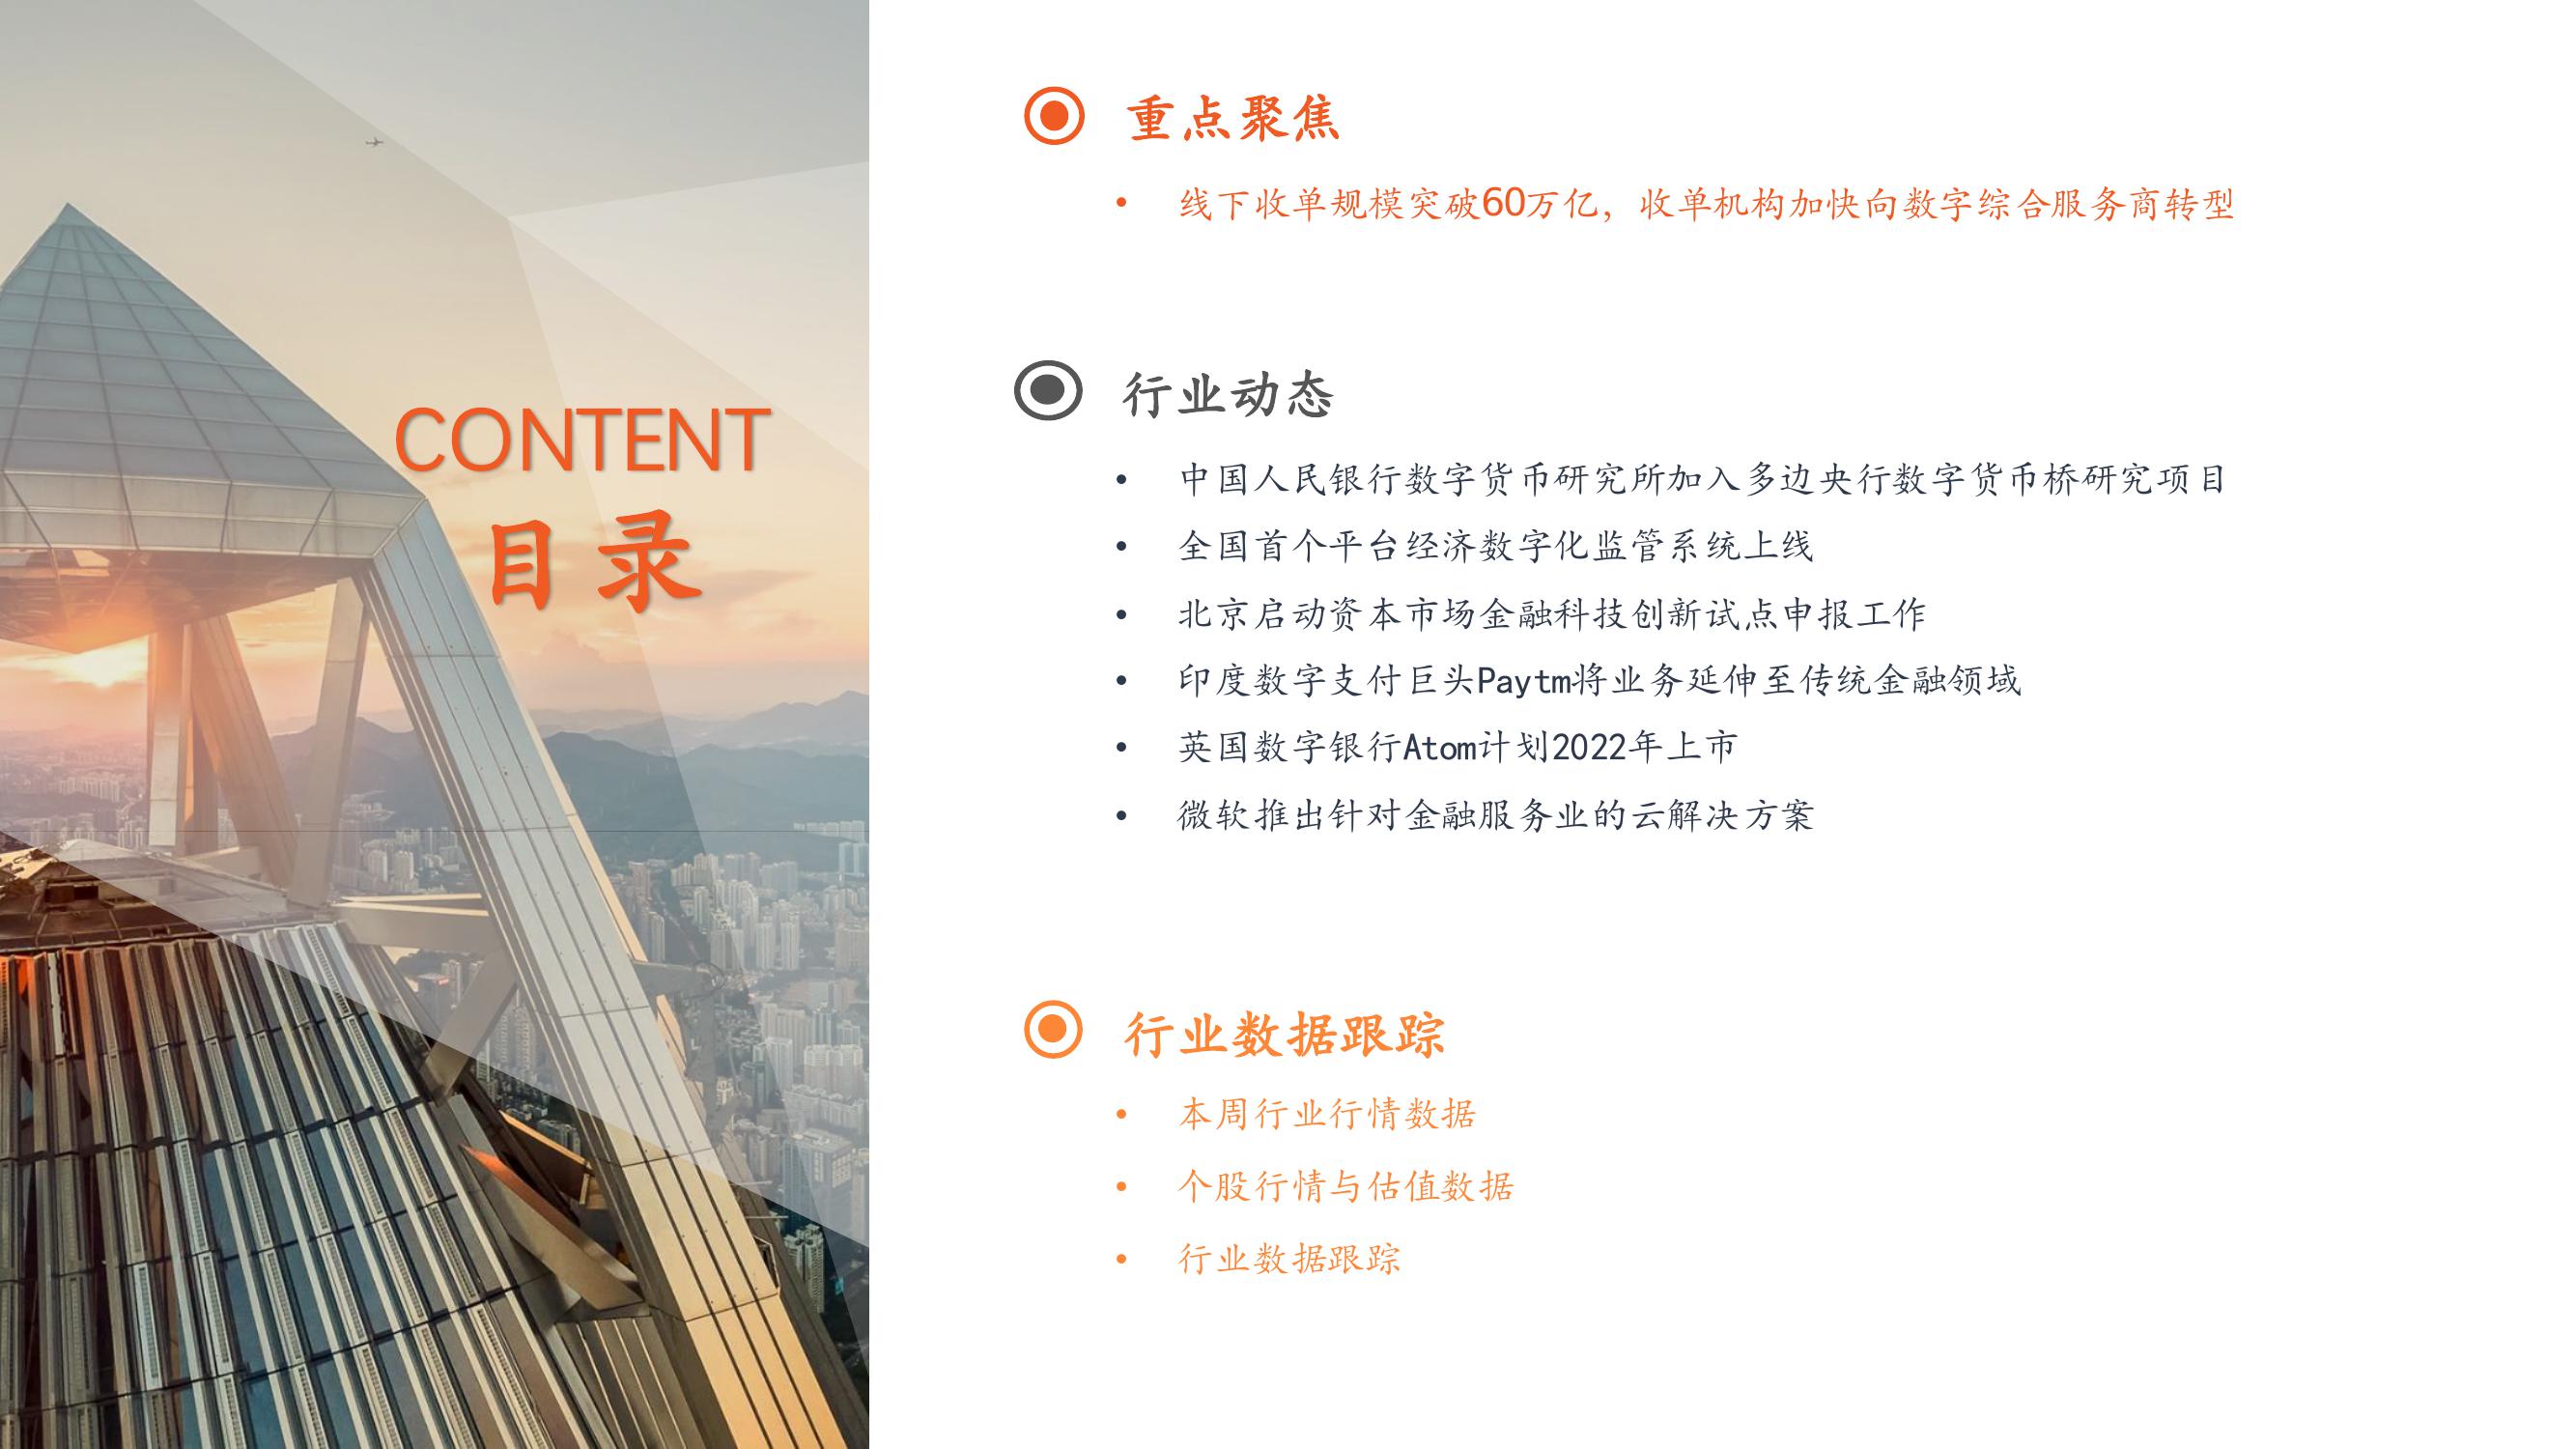 CONTENT
目录
重点聚焦
• 线下收单规模突破60万亿，收单机构加快向数字综合服务商转型
行业动态
• 中国人民银行数字货币研究所加入多边央行数字货币桥研究项目
• 全国首个平台经济数字化监管系统上线
• 北京启动资本市场金融科技创新试点申报工作
• 印度数字支付巨头Paytm将业务延伸至传统金融领域
• 英国数字银行Atom计划2022年上市
• 微软推出针对金融服务业的云解决方案
行业数据跟踪
• 本周行业行情数据
• 个股行情与估值数据
• 行业数据跟踪